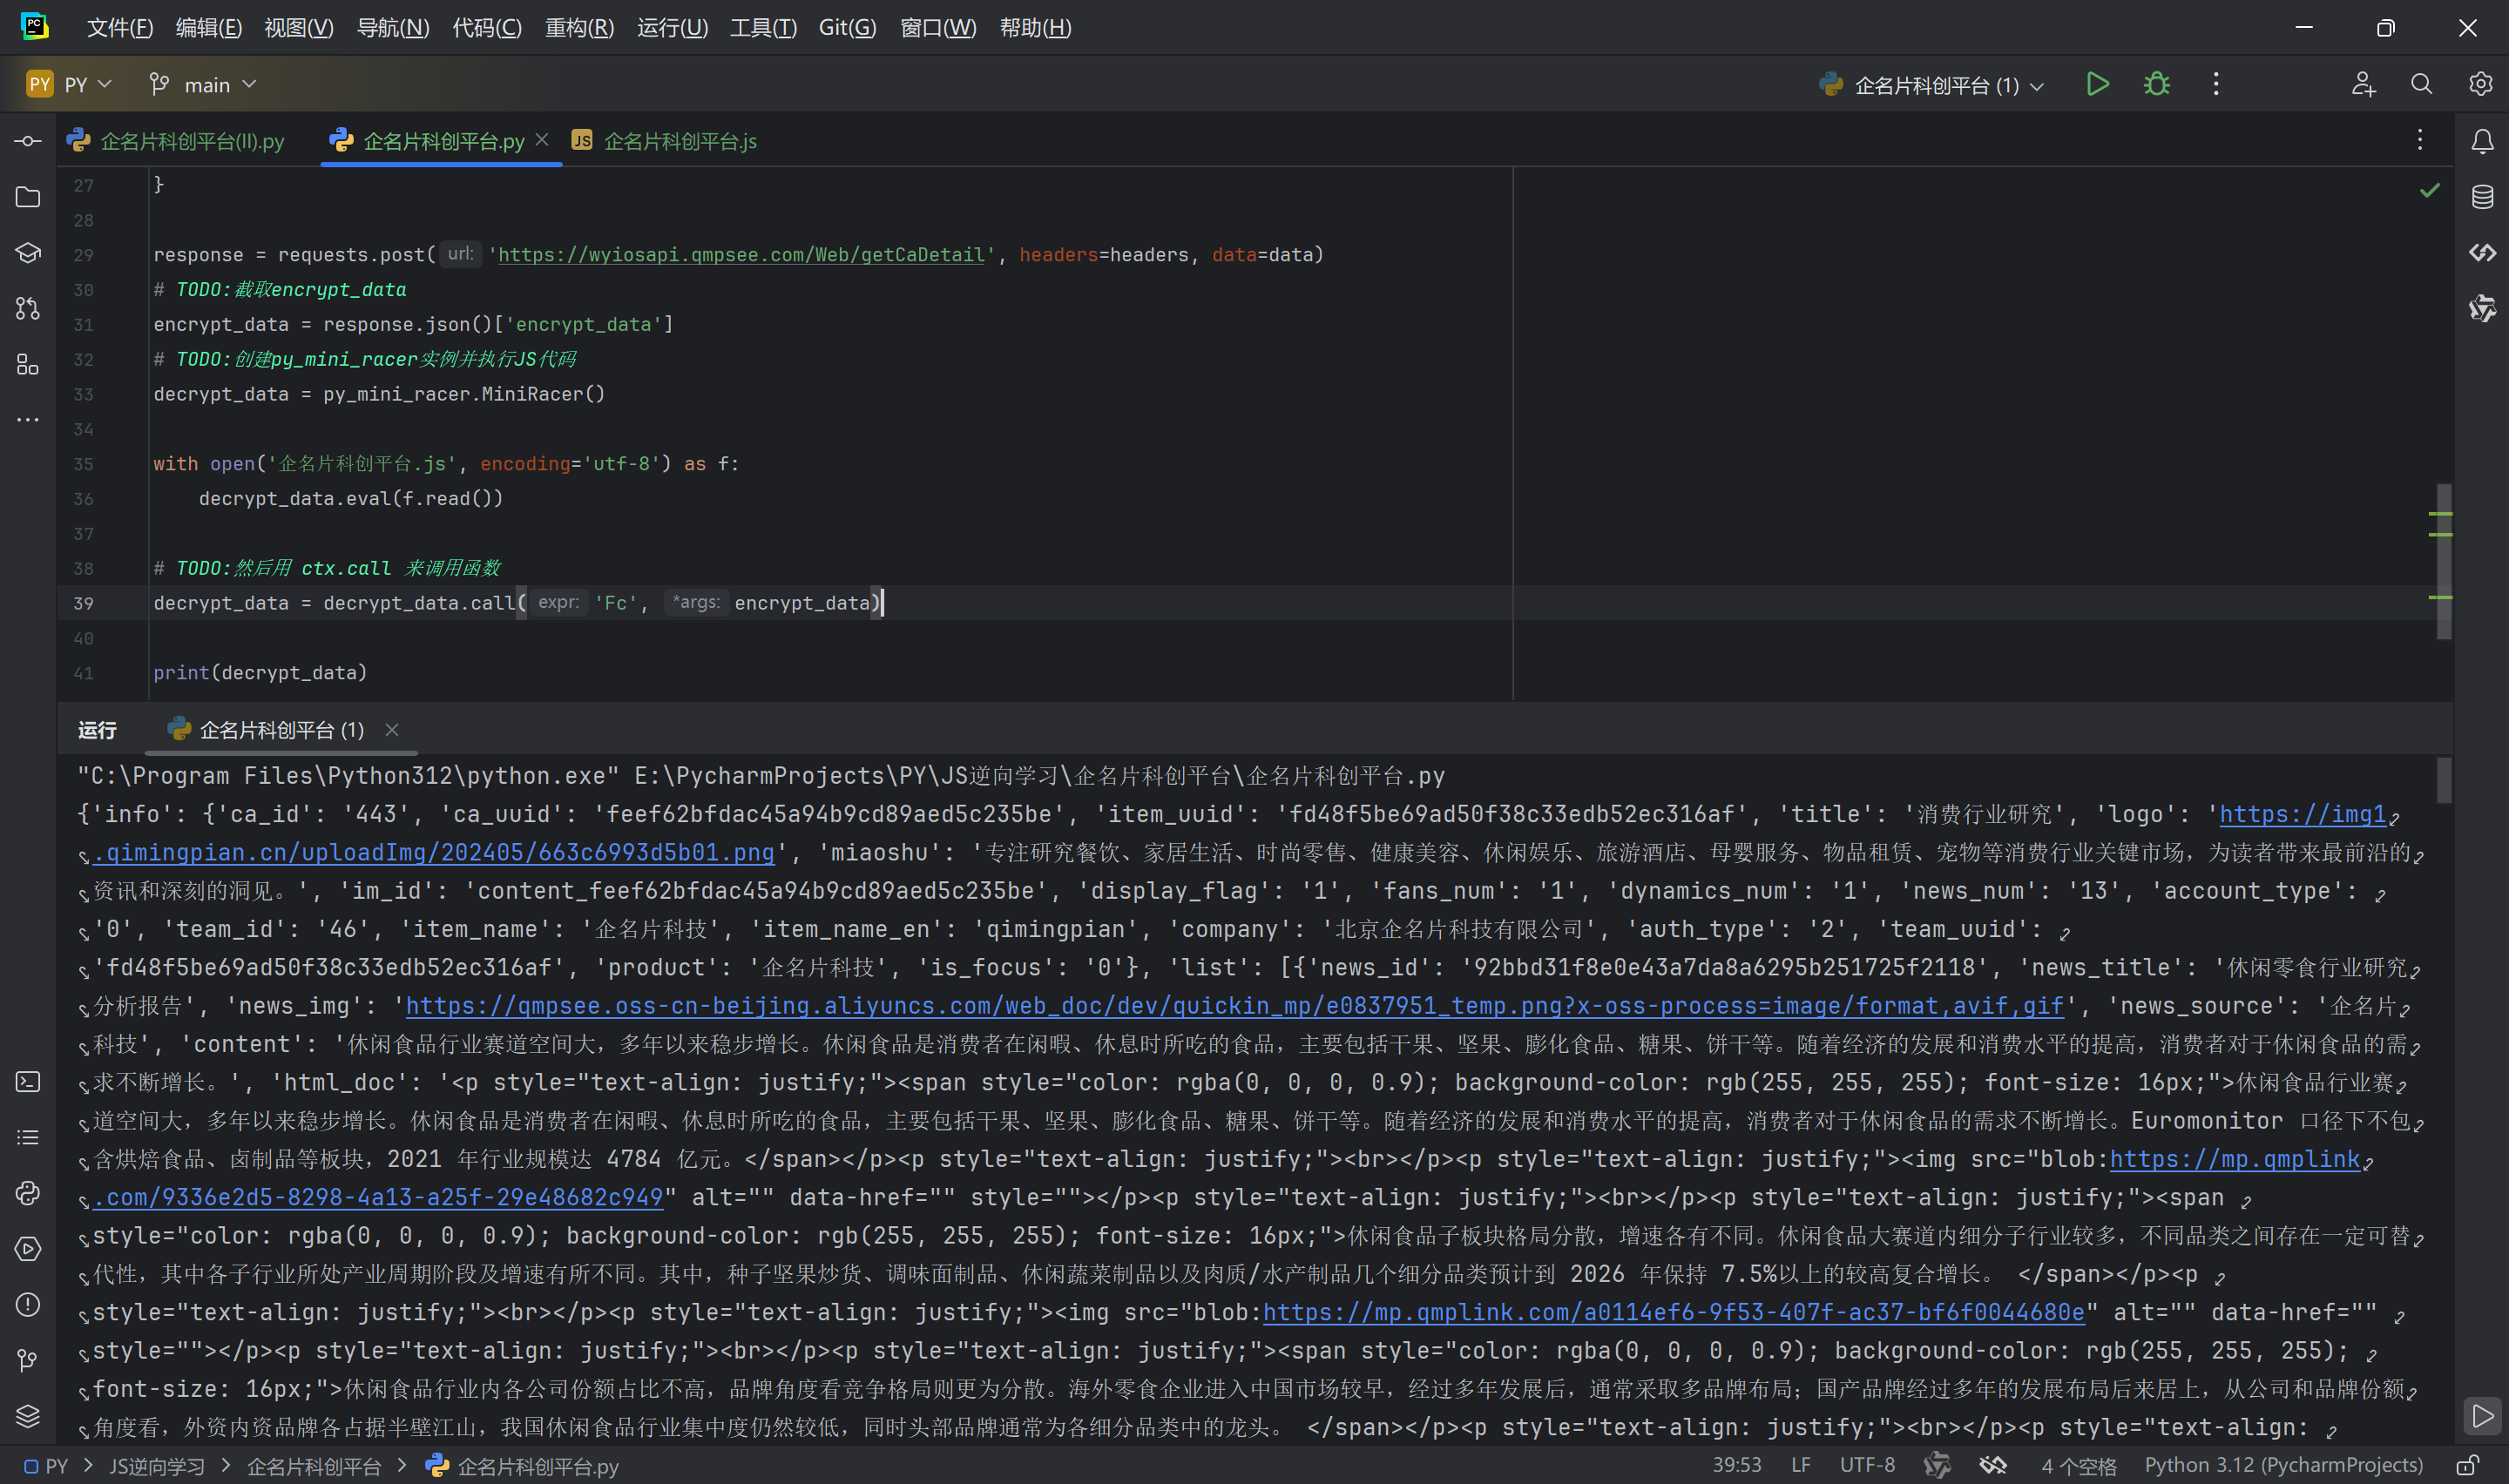 文件(F) 编辑(E) 视图(V) 导航(N) 代码(C) 重构(R) 运行(U) 工具(T) Git(G) 窗口(W) 帮助(H)
PY PY main 企名片科创平台 (1)
企名片科创平台(II).py 企名片科创平台.py JS 企名片科创平台.js
27 }
28
29 response = requests.post( url: 'https://wyiosapi.qmpsee.com/Web/getCaDetail', headers=headers, data=data)
30 # TODO:截取encrypt_data
31 encrypt_data = response.json()['encrypt_data']
32 # TODO:创建py_mini_racer实例并执行JS代码
33 decrypt_data = py_mini_racer.MiniRacer()
34
35 with open('企名片科创平台.js', encoding='utf-8') as f:
36 decrypt_data.eval(f.read())
37
38 # TODO:然后用 ctx.call 来调用函数
39 decrypt_data = decrypt_data.call( expr: 'Fc', *args: encrypt_data)
40
41 print(decrypt_data)
运行 企名片科创平台 (1)
"C:\Program Files\Python312\python.exe" E:\PycharmProjects\PY\JS逆向学习\企名片科创平台\企名片科创平台.py
{'info': {'ca_id': '443', 'ca_uuid': 'feef62bfdac45a94b9cd89aed5c235be', 'item_uuid': 'fd48f5be69ad50f38c33edb52ec316af', 'title': '消费行业研究', 'logo': 'https://img1
.qimingpian.cn/uploadImg/202405/663c6993d5b01.png', 'miaoshu': '专注研究餐饮、家居生活、时尚零售、健康美容、休闲娱乐、旅游酒店、母婴服务、物品租赁、宠物等消费行业关键市场，为读者带来最前沿的
资讯和深刻的洞见。', 'im_id': 'content_feef62bfdac45a94b9cd89aed5c235be', 'display_flag': '1', 'fans_num': '1', 'dynamics_num': '1', 'news_num': '13', 'account_type':
'0', 'team_id': '46', 'item_name': '企名片科技', 'item_name_en': 'qimingpian', 'company': '北京企名片科技有限公司', 'auth_type': '2', 'team_uuid':
'fd48f5be69ad50f38c33edb52ec316af', 'product': '企名片科技', 'is_focus': '0'}, 'list': [{'news_id': '92bbd31f8e0e43a7da8a6295b251725f2118', 'news_title': '休闲零食行业研究
分析报告', 'news_img': 'https://qmpsee.oss-cn-beijing.aliyuncs.com/web_doc/dev/quickin_mp/e0837951_temp.png?x-oss-process=image/format,avif,gif', 'news_source': '企名片
科技', 'content': '休闲食品行业赛道空间大，多年以来稳步增长。休闲食品是消费者在闲暇、休息时所吃的食品，主要包括干果、坚果、膨化食品、糖果、饼干等。随着经济的发展和消费水平的提高，消费者对于休闲食品的需
求不断增长。', 'html_doc': '<p style="text-align: justify;"><span style="color: rgba(0, 0, 0, 0.9); background-color: rgb(255, 255, 255); font-size: 16px;">休闲食品行业赛
道空间大，多年以来稳步增长。休闲食品是消费者在闲暇、休息时所吃的食品，主要包括干果、坚果、膨化食品、糖果、饼干等。随着经济的发展和消费水平的提高，消费者对于休闲食品的需求不断增长。Euromonitor 口径下不包
含烘焙食品、卤制品等板块，2021 年行业规模达 4784 亿元。</span></p><p style="text-align: justify;"><br></p><p style="text-align: justify;"><img src="blob:https://mp.qmplink
.com/9336e2d5-8298-4a13-a25f-29e48682c949" alt="" data-href="" style=""></p><p style="text-align: justify;"><br></p><p style="text-align: justify;"><span
style="color: rgba(0, 0, 0, 0.9); background-color: rgb(255, 255, 255); font-size: 16px;">休闲食品子板块格局分散，增速各有不同。休闲食品大赛道内细分子行业较多，不同品类之间存在一定可替
代性，其中各子行业所处产业周期阶段及增速有所不同。其中，种子坚果炒货、调味面制品、休闲蔬菜制品以及肉质/水产制品几个细分品类预计到 2026 年保持 7.5%以上的较高复合增长。 </span></p><p
style="text-align: justify;"><br></p><p style="text-align: justify;"><img src="blob:https://mp.qmplink.com/a0114ef6-9f53-407f-ac37-bf6f0044680e" alt="" data-href=""
style=""></p><p style="text-align: justify;"><br></p><p style="text-align: justify;"><span style="color: rgba(0, 0, 0, 0.9); background-color: rgb(255, 255, 255);
font-size: 16px;">休闲食品行业内各公司份额占比不高，品牌角度看竞争格局则更为分散。海外零食企业进入中国市场较早，经过多年发展后，通常采取多品牌布局；国产品牌经过多年的发展布局后来居上，从公司和品牌份额
角度看，外资内资品牌各占据半壁江山，我国休闲食品行业集中度仍然较低，同时头部品牌通常为各细分品类中的龙头。 </span></p><p style="text-align: justify;"><br></p><p style="text-align:
PY > JS逆向学习 > 企名片科创平台 > 企名片科创平台.py 39:53 LF UTF-8 4 个空格 Python 3.12 (PycharmProjects)